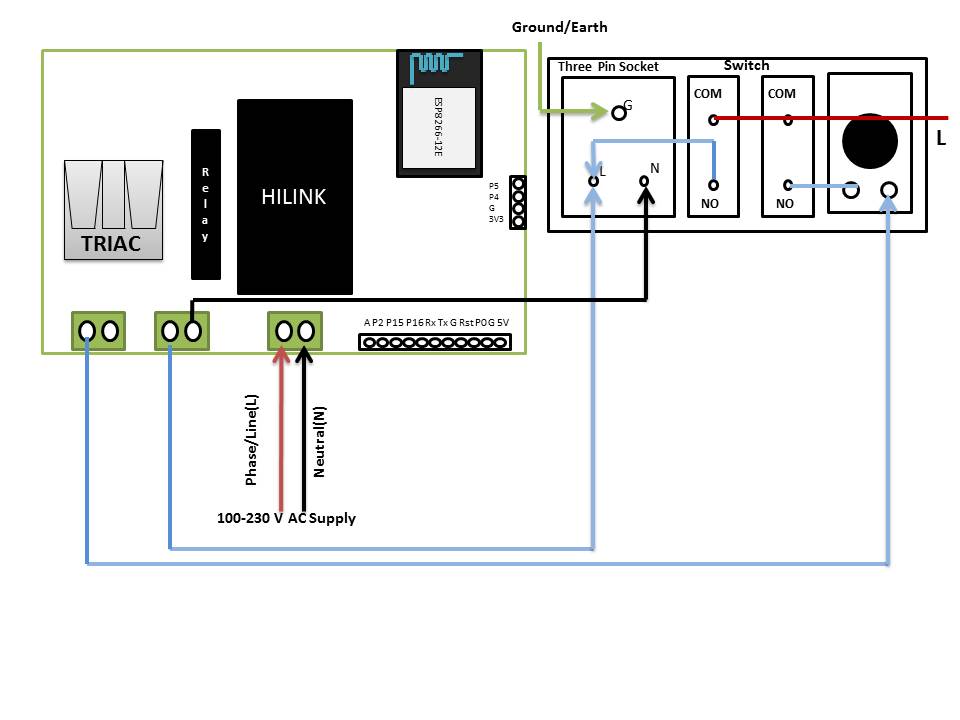 Ground/Earth
Three Pin Socket
Switch
G
COM
COM
L
ESP8266-12E
Relay
L
N
HILINK
P5
P4
G
3V3
NO
NO
TRIAC
A P2 P15 P16 Rx Tx G Rst P0 G 5V
Phase/Line(L)
Neutral(N)
100-230 V AC Supply